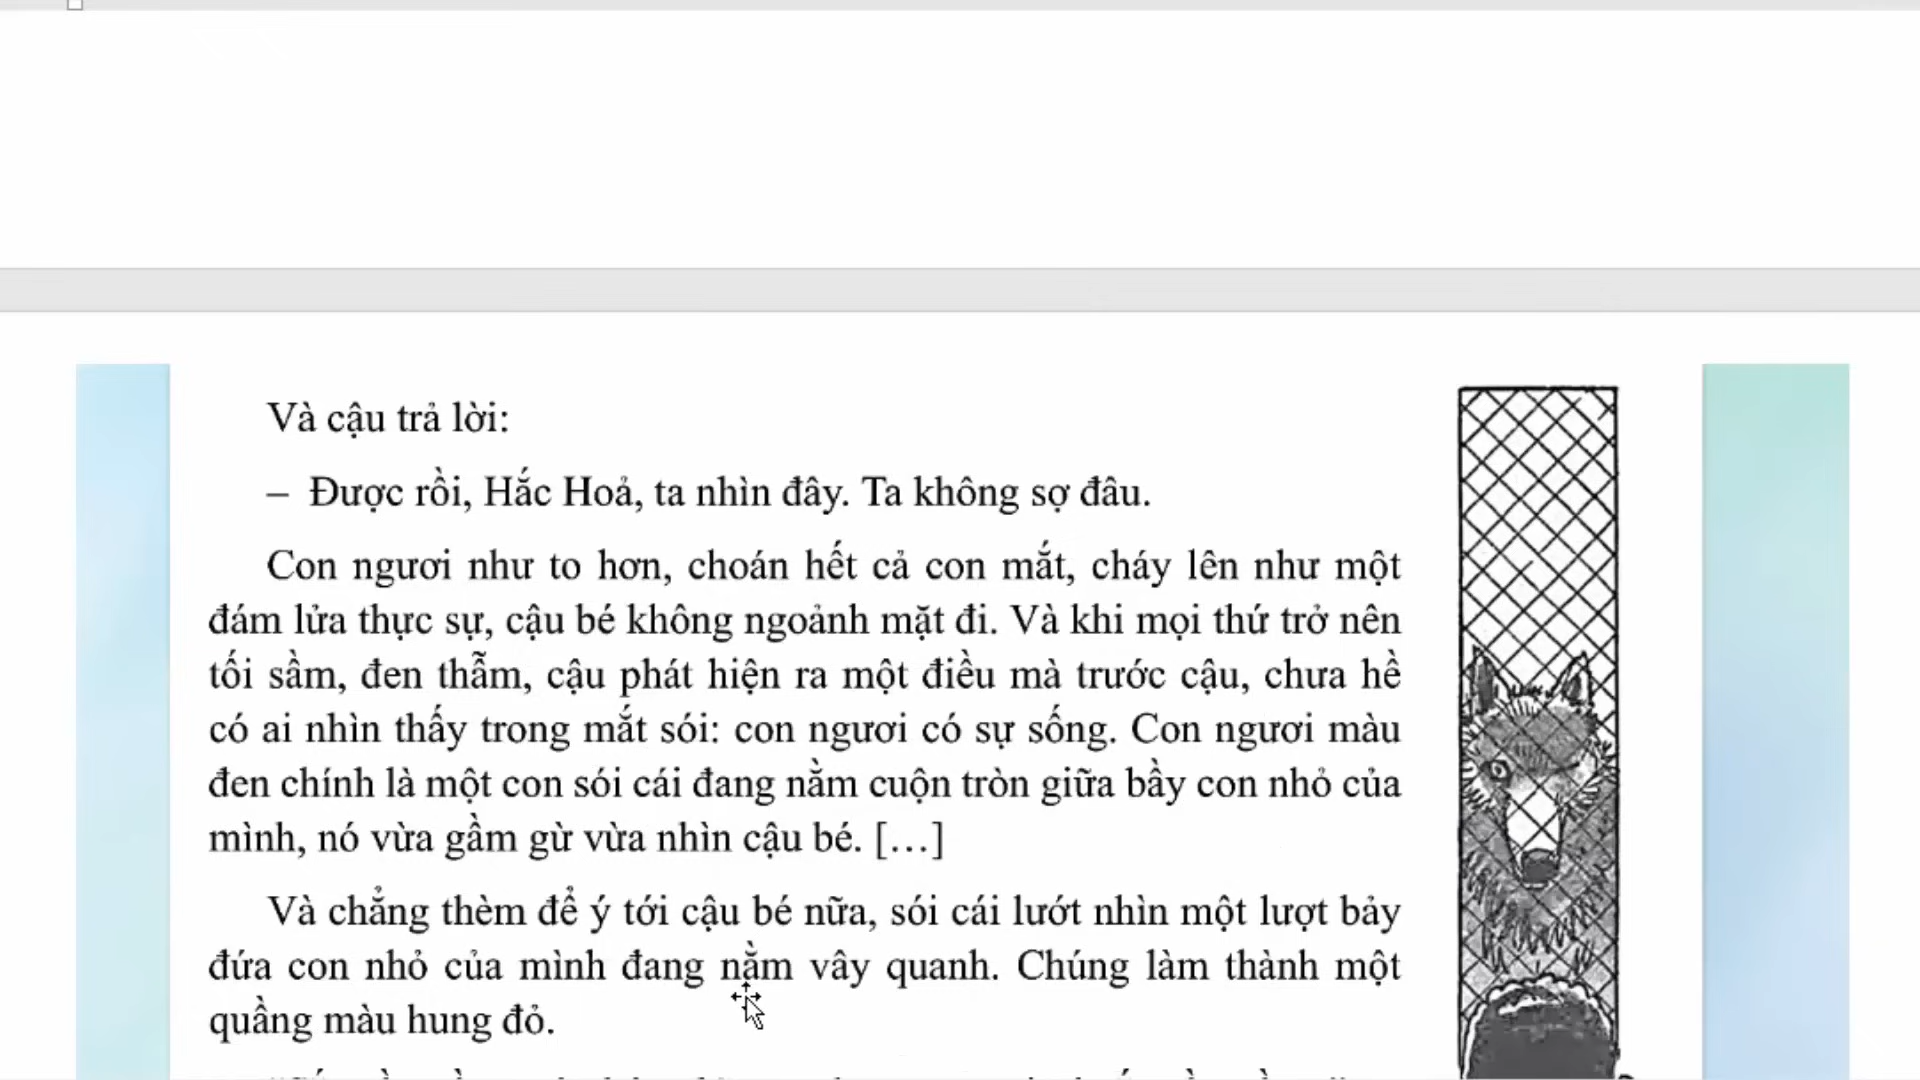 Và cậu trả lời:
– Được rồi, Hắc Hoả, ta nhìn đây. Ta không sợ đâu.
Con ngươi như to hơn, choán hết cả con mắt, cháy lên như một
đám lửa thực sự, cậu bé không ngoảnh mặt đi. Và khi mọi thứ trở nên
tối sầm, đen thẫm, cậu phát hiện ra một điều mà trước cậu, chưa hề
có ai nhìn thấy trong mắt sói: con ngươi có sự sống. Con ngươi màu
đen chính là một con sói cái đang nằm cuộn tròn giữa bầy con nhỏ của
mình, nó vừa gầm gừ vừa nhìn cậu bé. […]
Và chẳng thèm để ý tới cậu bé nữa, sói cái lướt nhìn một lượt bảy
đứa con nhỏ của mình đang nằm vây quanh. Chúng làm thành một
quầng màu hung đỏ.